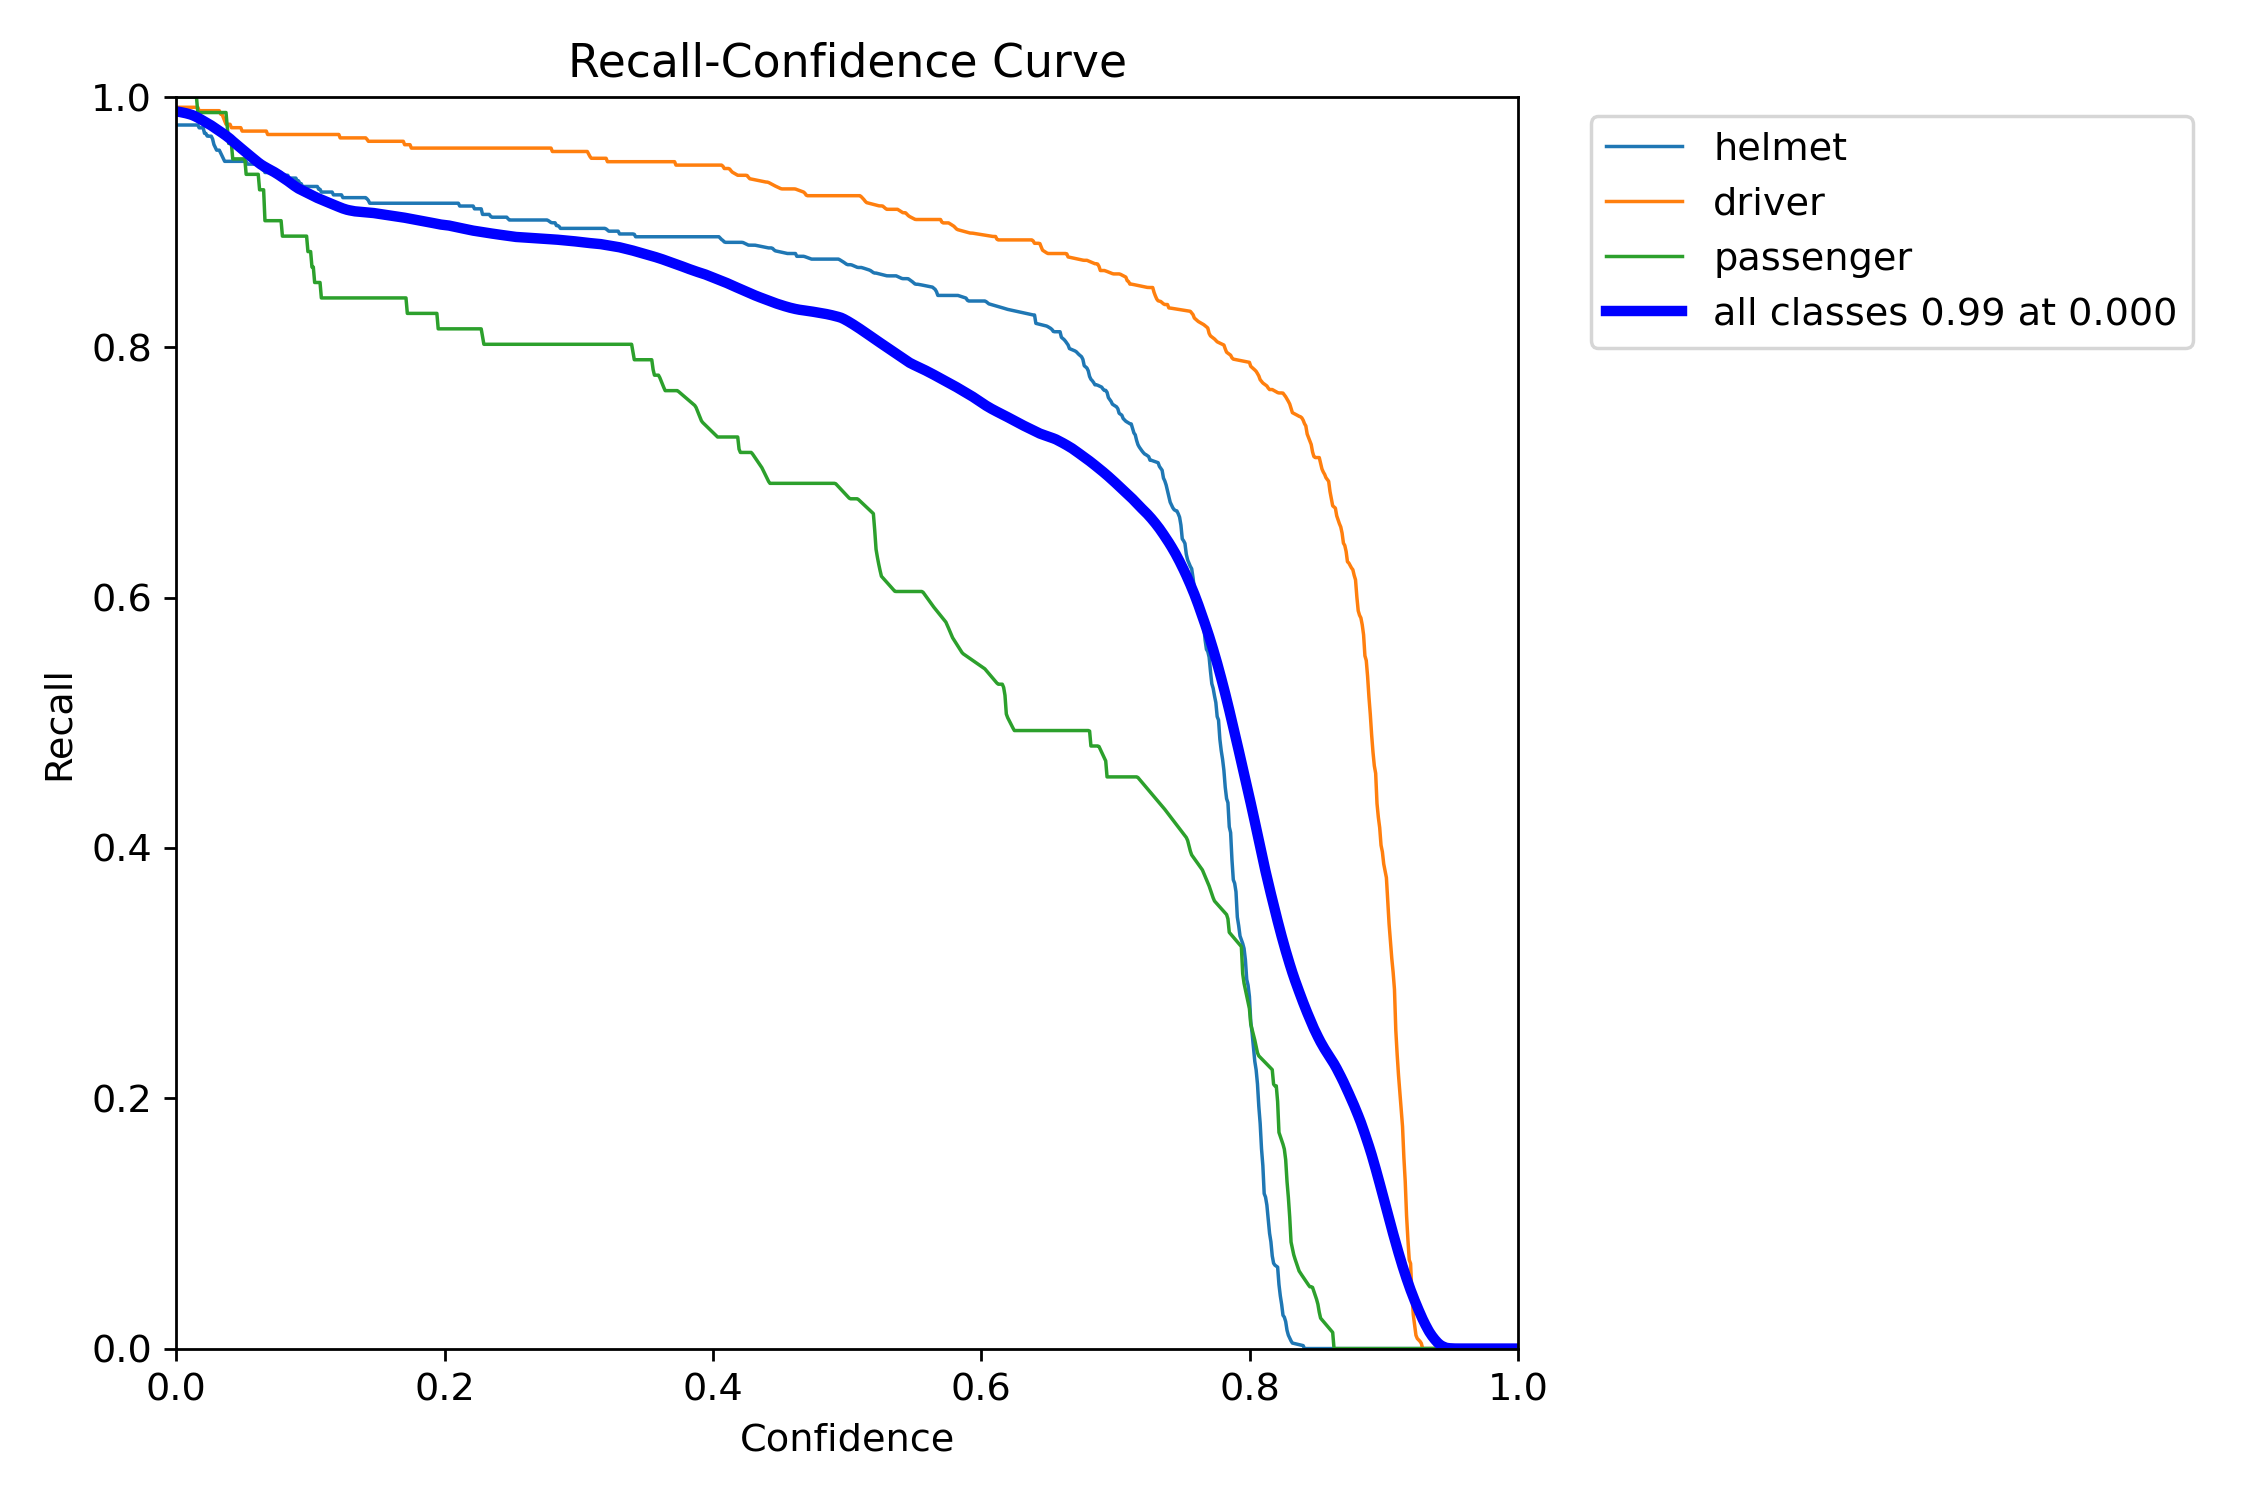 Recall-Confidence Curve
1.0
0.8
0.6
0.4
0.2
0.0
Recall
0.0 0.2 0.4 0.6 0.8 1.0
Confidence
helmet
driver
passenger
all classes 0.99 at 0.000